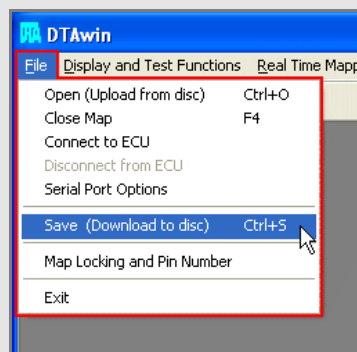 DTA DTAwin
File Display and Test Functions Real Time Mapp
Open (Upload from disc) Ctrl+O
Close Map F4
Connect to ECU
Disconnect from ECU
Serial Port Options
Save (Download to disc) Ctrl+S
Map Locking and Pin Number
Exit